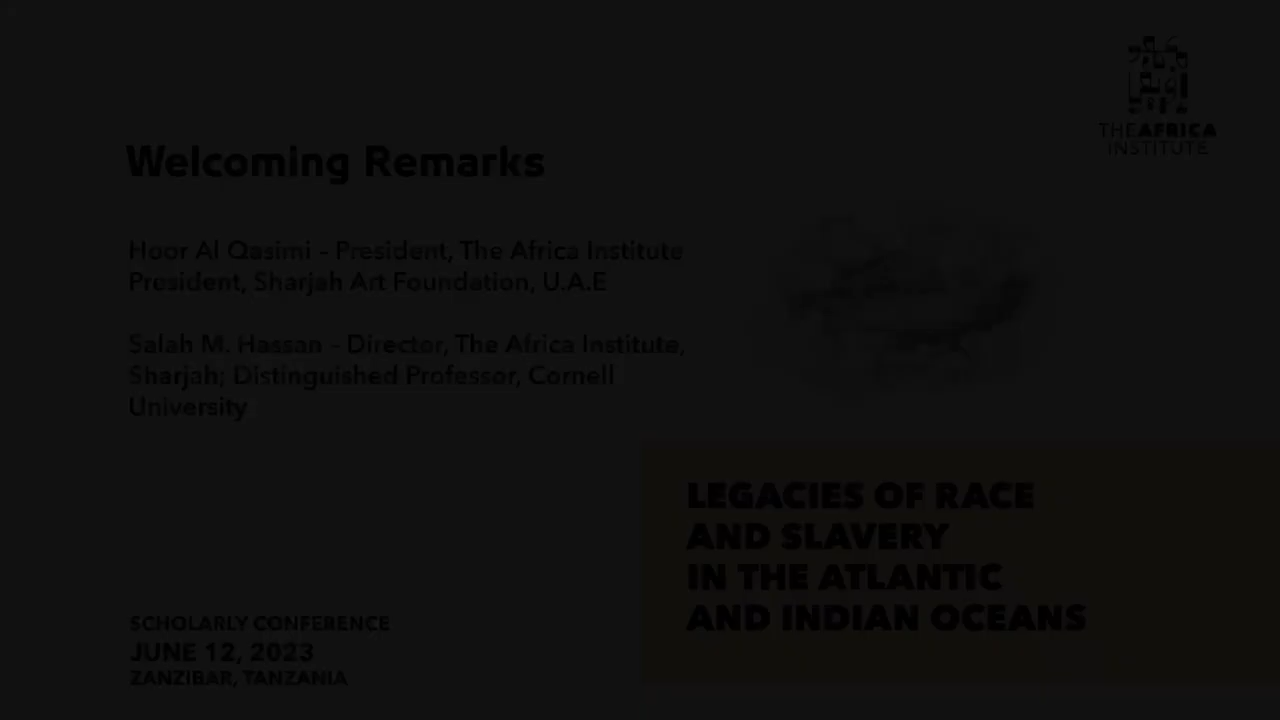 THE AFRICA
INSTITUTE
Welcoming Remarks
Hoor Al Qasimi – President, The Africa Institute
President, Sharjah Art Foundation, U.A.E
Salah M. Hassan – Director, The Africa Institute,
Sharjah; Distinguished Professor, Cornell
University
LEGACIES OF RACE
AND SLAVERY
IN THE ATLANTIC
AND INDIAN OCEANS
SCHOLARLY CONFERENCE
JUNE 12, 2023
ZANZIBAR, TANZANIA